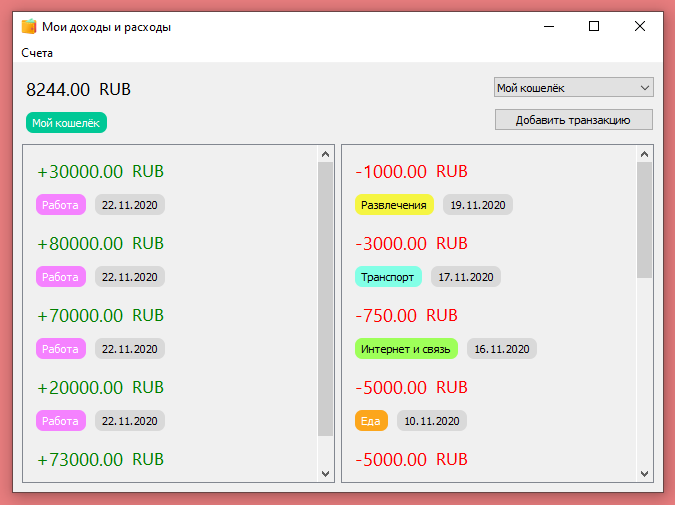 Мои доходы и расходы
Счета
8244.00 RUB
Мой кошелёк
Мой кошелёк
Добавить транзакцию
+30000.00 RUB
Работа 22.11.2020
+80000.00 RUB
Работа 22.11.2020
+70000.00 RUB
Работа 22.11.2020
+20000.00 RUB
Работа 22.11.2020
+73000.00 RUB
-1000.00 RUB
Развлечения 19.11.2020
-3000.00 RUB
Транспорт 17.11.2020
-750.00 RUB
Интернет и связь 16.11.2020
-5000.00 RUB
Еда 10.11.2020
-5000.00 RUB